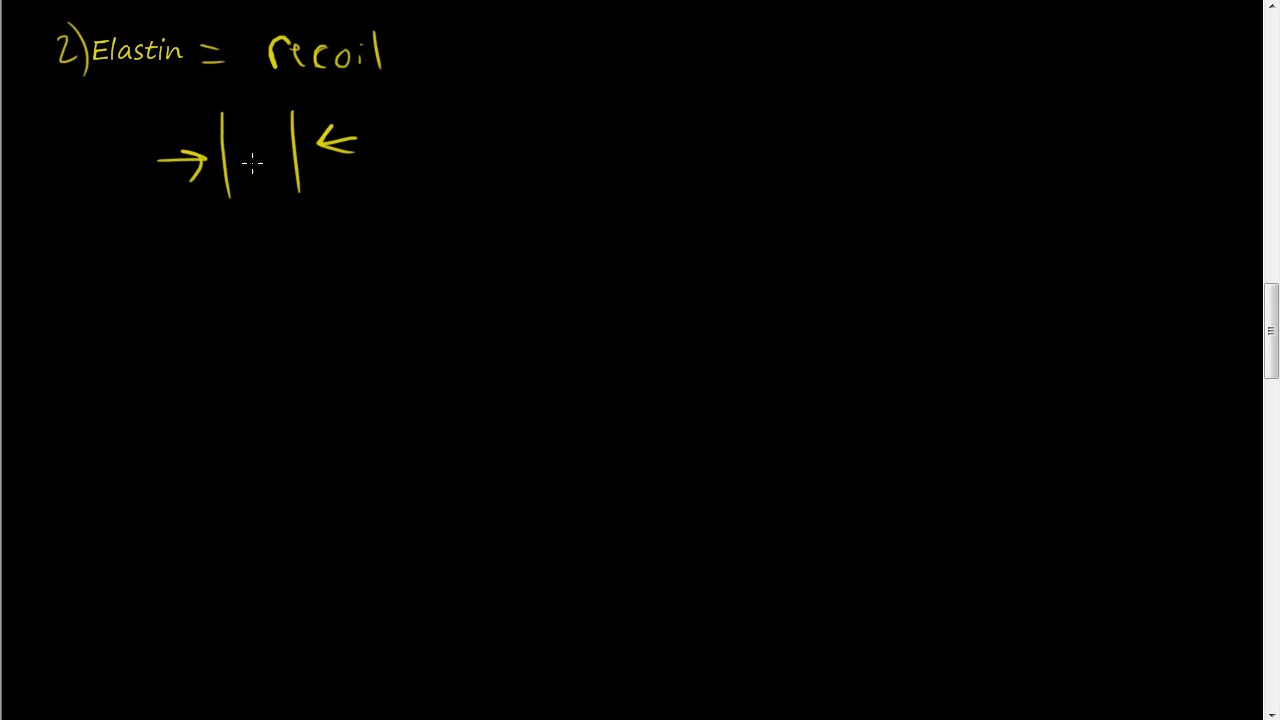 2) Elastin = recoil